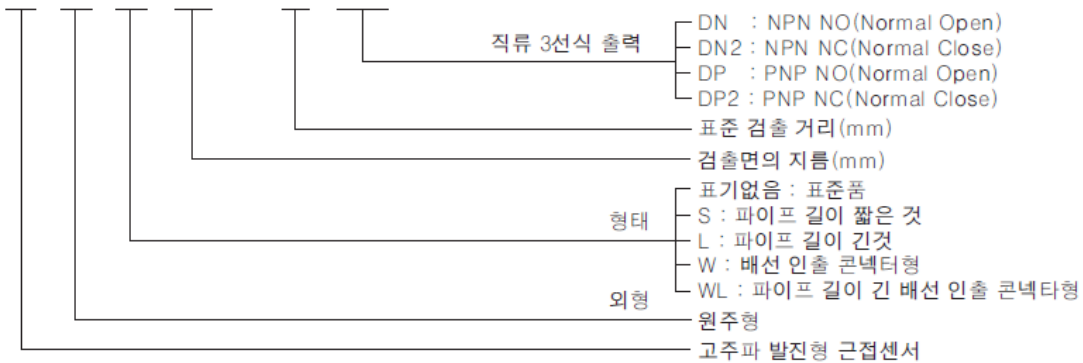 DN : NPN NO(Normal Open)
직류 3선식 출력
DN2 : NPN NC(Normal Close)
DP : PNP NO(Normal Open)
DP2 : PNP NC(Normal Close)
표준 검출 거리(mm)
검출면의 지름(mm)
표기없음 : 표준품
형태
S : 파이프 길이 짧은 것
L : 파이프 길이 긴것
W : 배선 인출 콘넥터형
WL : 파이프 길이 긴 배선 인출 콘넥타형
외형
원주형
고주파 발진형 근접센서